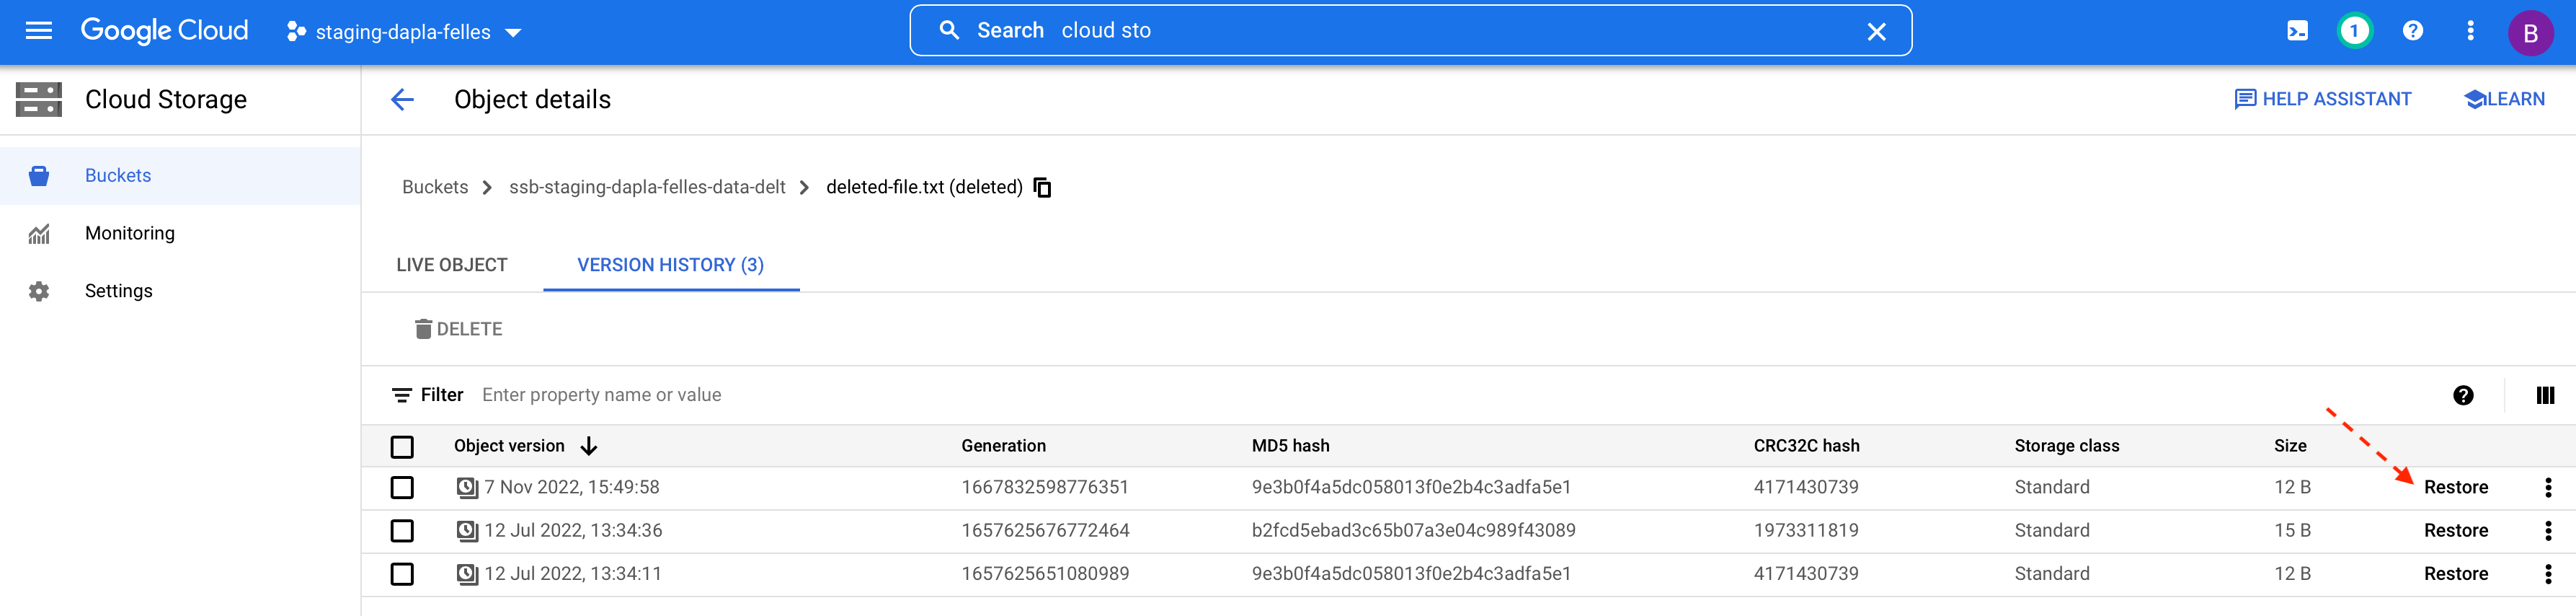 Google Cloud staging-dapla-felles Search cloud sto 1 B
Cloud Storage
Object details
HELP ASSISTANT LEARN
Buckets
Monitoring
Settings
Buckets ssb-staging-dapla-felles-data-delt deleted-file.txt (deleted)
LIVE OBJECT VERSION HISTORY (3)
DELETE
Filter Enter property name or value
Object version Generation MD5 hash CRC32C hash Storage class Size
7 Nov 2022, 15:49:58 1667832598776351 9e3b0f4a5dc058013f0e2b4c3adfa5e1 4171430739 Standard 12 B Restore
12 Jul 2022, 13:34:36 1657625676772464 b2fcd5ebad3c65b07a3e04c989f43089 1973311819 Standard 15 B Restore
12 Jul 2022, 13:34:11 1657625651080989 9e3b0f4a5dc058013f0e2b4c3adfa5e1 4171430739 Standard 12 B Restore